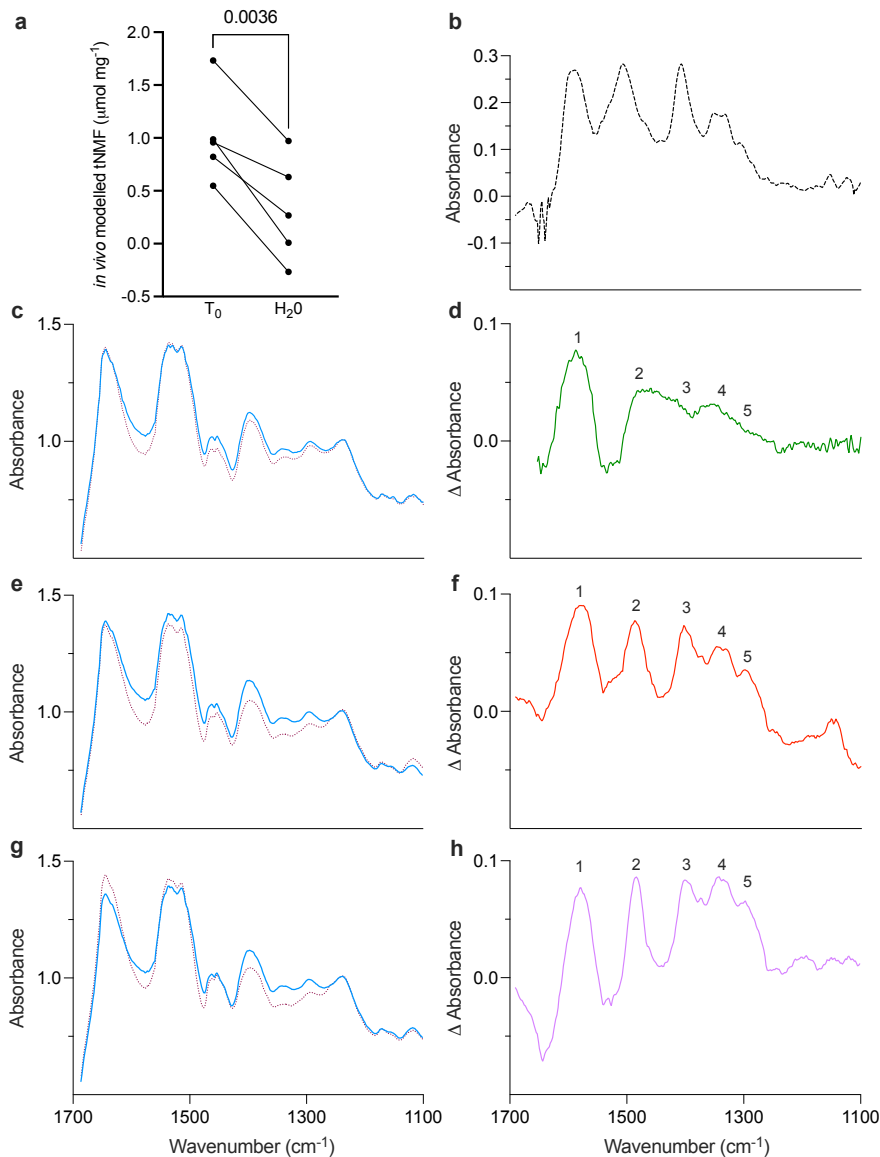 a
0.0036
in vivo modelled tNMF (μmol mg⁻¹)
2.0
1.5
1.0
0.5
0.0
-0.5
T₀
H₂0
b
Absorbance
0.3
0.2
0.1
0.0
-0.1
c
Absorbance
1.5
1.0
d
Δ Absorbance
0.1
0.0
1
2
3
4
5
e
Absorbance
1.5
1.0
f
Δ Absorbance
0.1
0.0
1
2
3
4
5
g
Absorbance
1.5
1.0
1700
1500
1300
1100
Wavenumber (cm⁻¹)
h
Δ Absorbance
0.1
0.0
1
2
3
4
5
1700
1500
1300
1100
Wavenumber (cm⁻¹)